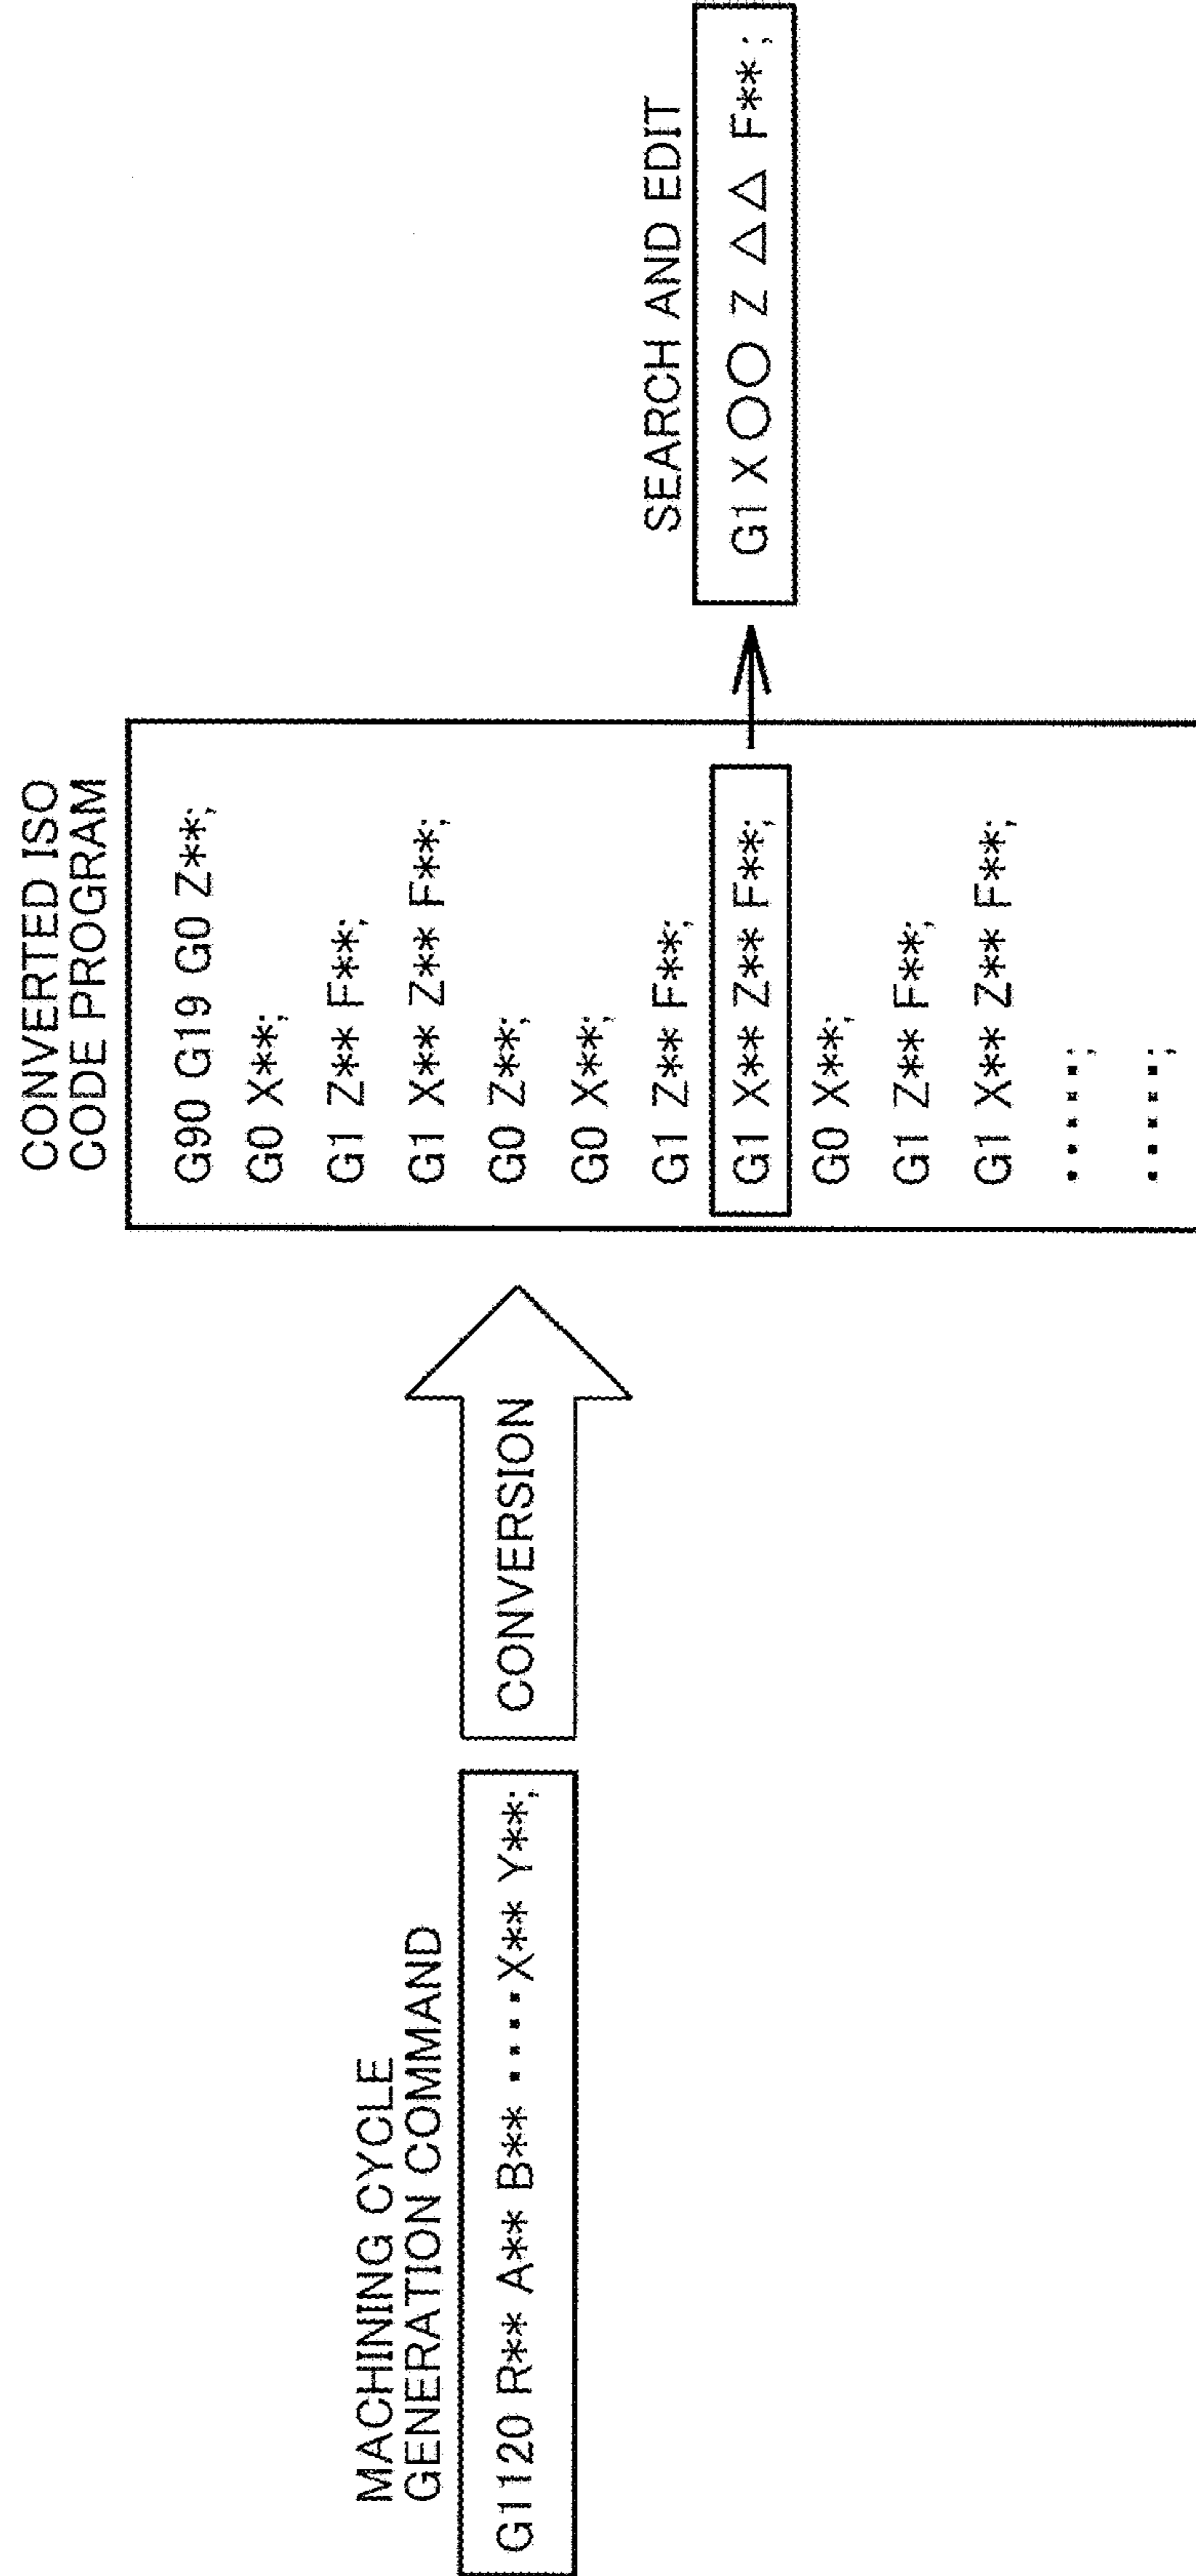 MACHINING CYCLE
GENERATION COMMAND
G1120 R** A** B** ････X** Y**;
CONVERSION
CONVERTED ISO
CODE PROGRAM
G90 G19 G0 Z**;
G0 X**;
G1 Z** F**;
G1 X** Z** F**;
G0 Z**;
G0 X**;
G1 Z** F**;
G1 X** Z** F**;
G0 X**;
G1 Z** F**;
G1 X** Z** F**;
･････;
･････;
SEARCH AND EDIT
G1 X○○ Z △△ F**;